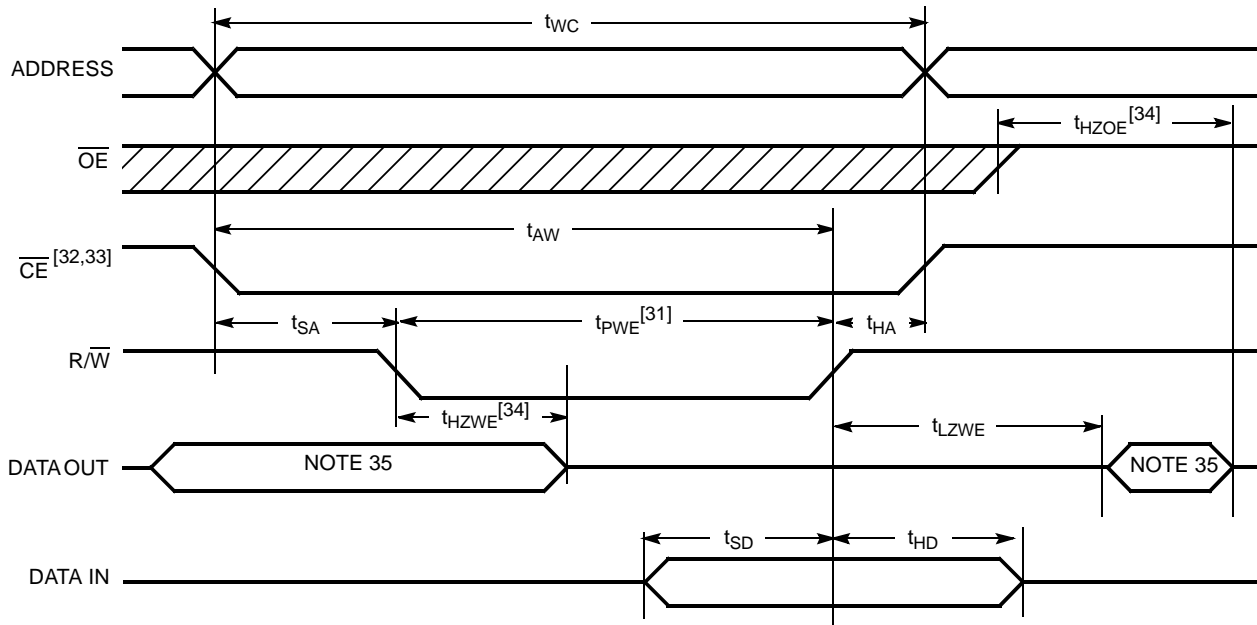 tWC
ADDRESS
tHZOE[34]
OE
tAW
CE [32,33]
tSA
tPWE[31]
tHA
R/W
tHZWE[34]
tLZWE
DATA OUT
NOTE 35
NOTE 35
tSD
tHD
DATA IN